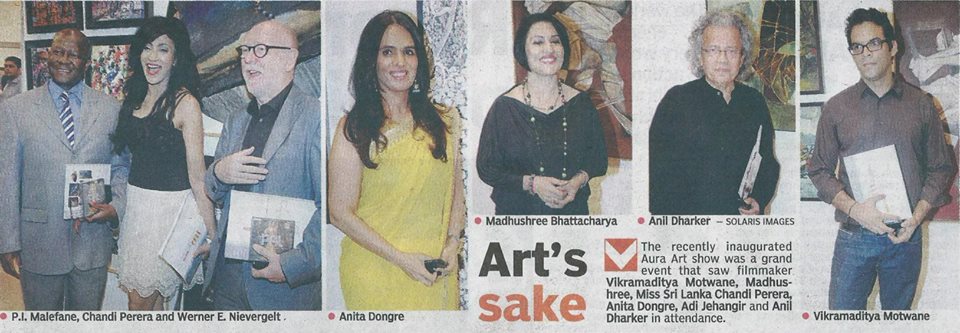 P.I. Malefane, Chandi Perera and Werner E. Nievergelt
Anita Dongre
Madhushree Bhattacharya
Anil Dharker — SOLARIS IMAGES
Art's
sake
The recently inaugurated
Aura Art show was a grand
event that saw filmmaker
Vikramaditya Motwane, Madhus-
hree, Miss Sri Lanka Chandi Perera,
Anita Dongre, Adi Jehangir and Anil
Dharker in attendance.
Vikramaditya Motwane